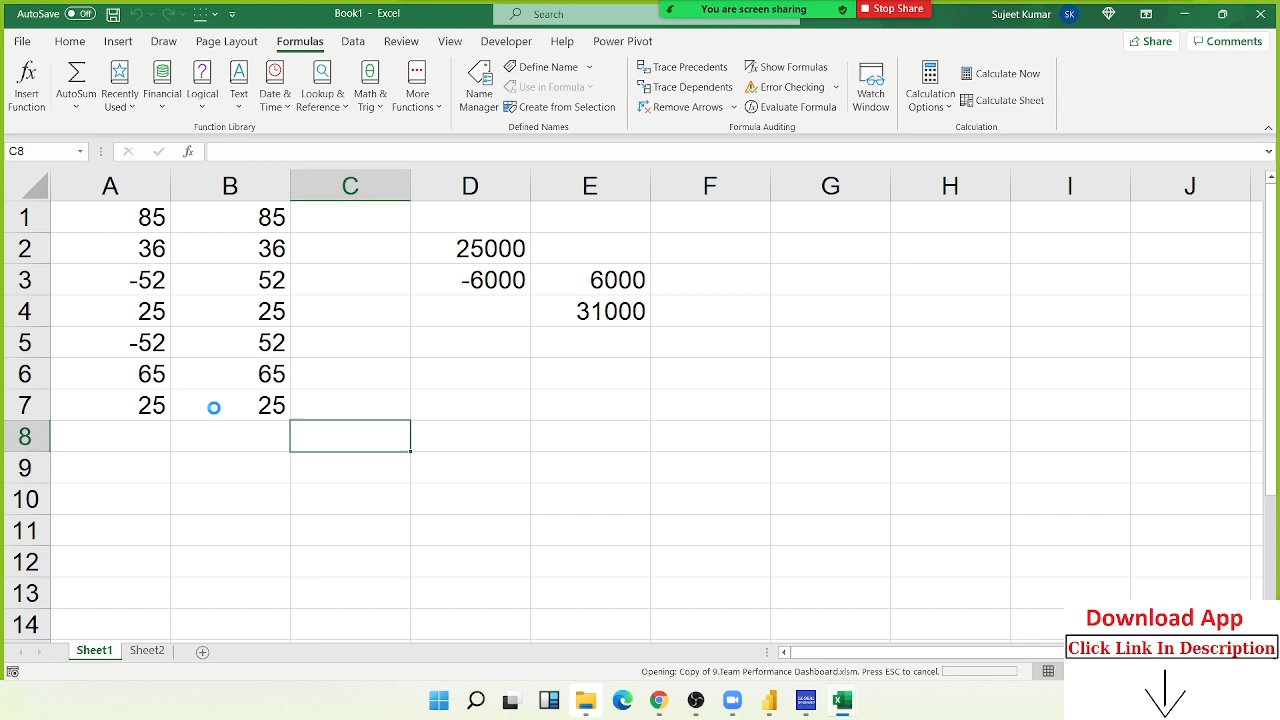 AutoSave Off Book1 - Excel Search You are screen sharing Stop Share Sujeet Kumar SK
File Home Insert Draw Page Layout Formulas Data Review View Developer Help Power Pivot Share Comments
fx Insert Function
Σ AutoSum
Recently Used
Financial
Logical
Text
Date & Time
Lookup & Reference
Math & Trig
More Functions
Function Library
Name Manager
Define Name
Use in Formula
Create from Selection
Defined Names
Trace Precedents
Trace Dependents
Remove Arrows
Show Formulas
Error Checking
Evaluate Formula
Formula Auditing
Watch Window
Calculation Options
Calculate Now
Calculate Sheet
Calculation
C8 fx
A B C D E F G H I J
1 85 85
2 36 36 25000
3 -52 52 -6000 6000
4 25 25 31000
5 -52 52
6 65 65
7 25 25
8
9
10
11
12
13
14
Sheet1 Sheet2
Opening: Copy of 9.Team Performance Dashboard.xlsm. Press ESC to cancel.
Download App
Click Link In Description